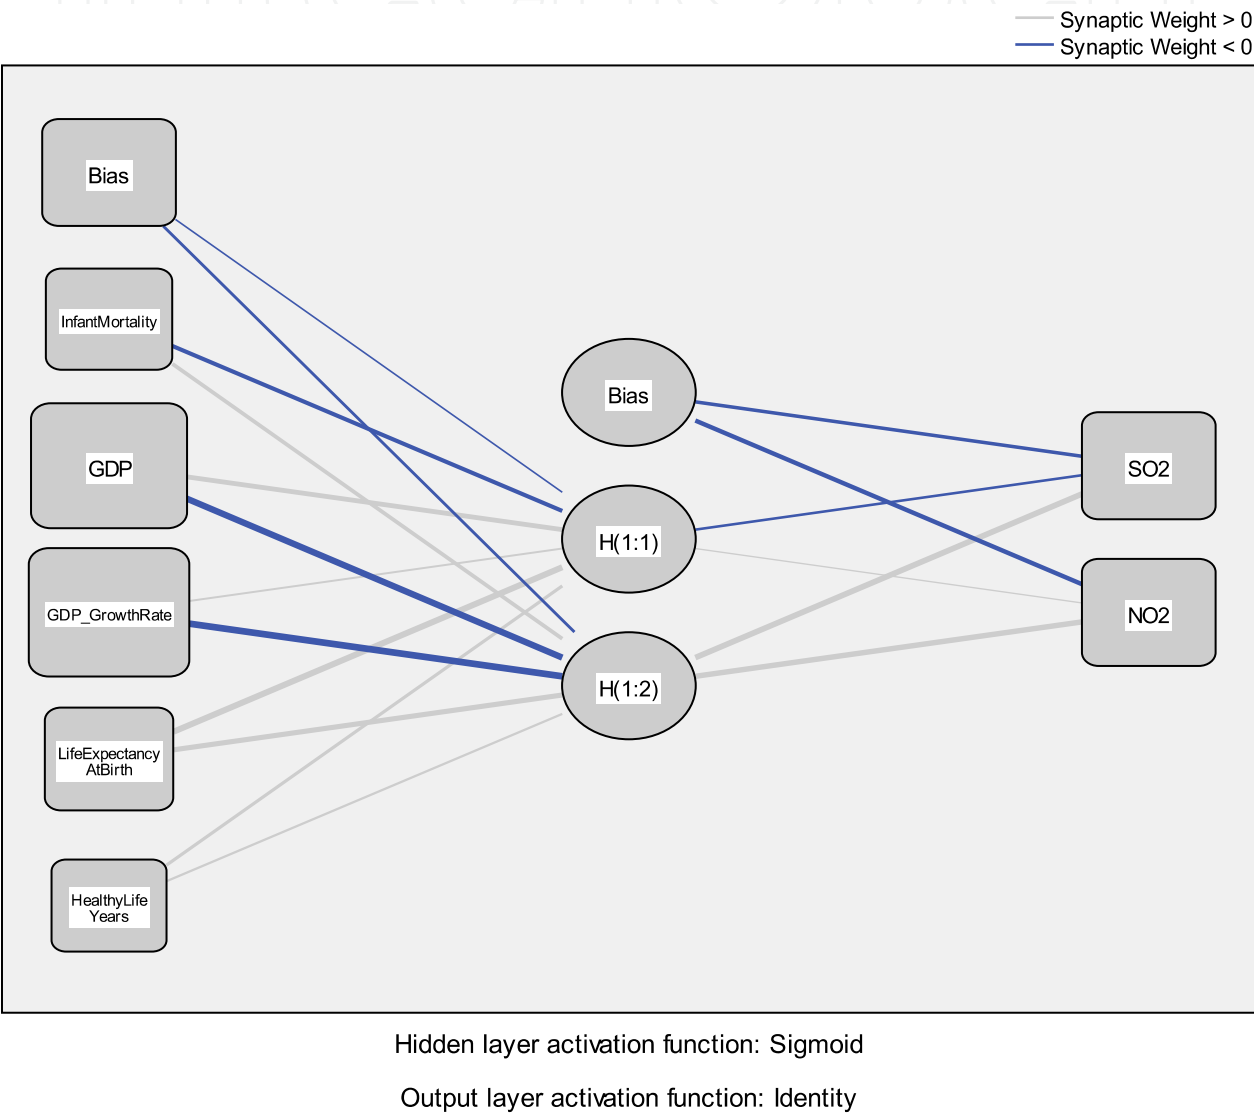 Synaptic Weight > 0
Synaptic Weight < 0
Bias
InfantMortality
GDP
GDP_GrowthRate
LifeExpectancy
AtBirth
HealthyLife
Years
Bias
H(1:1)
H(1:2)
SO2
NO2
Hidden layer activation function: Sigmoid
Output layer activation function: Identity